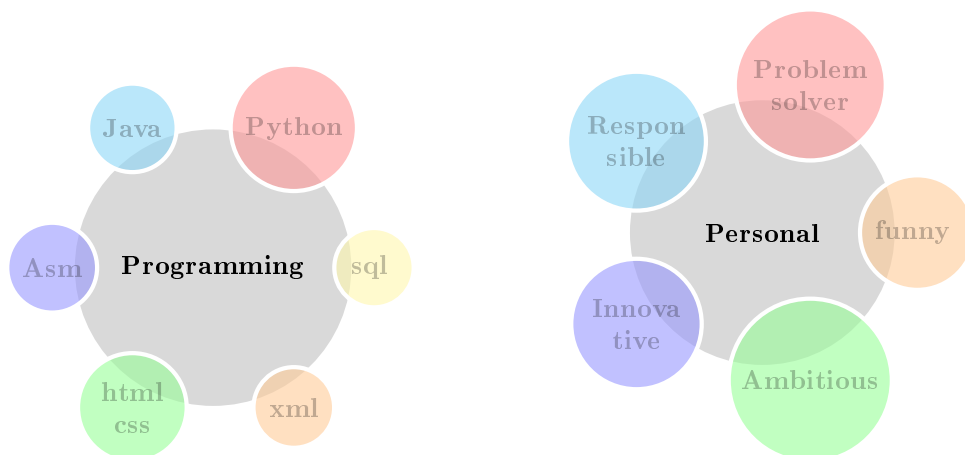 Java
Python
Asm
Programming
sql
html
css
xml
Problem
solver
Respon
sible
Personal
funny
Innova
tive
Ambitious